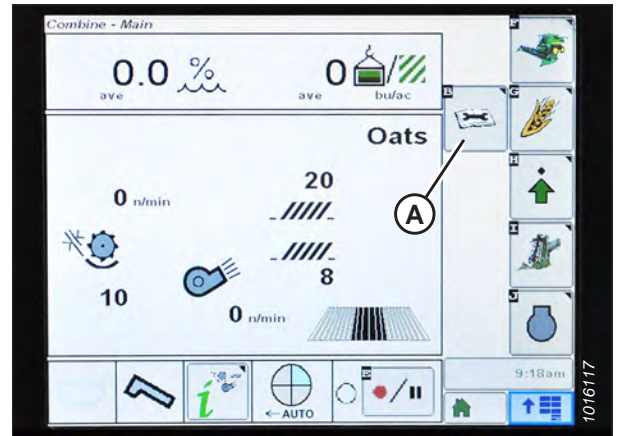 Combine - Main
F
0.0 %
ave
0
ave bu/ac
B
G
Oats
A
H
0 n/min
20
I
8
10
0 n/min
J
i
← AUTO
E
/
9:18am
1016117